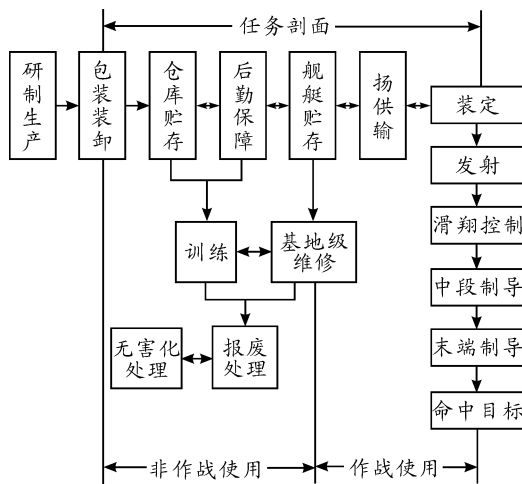 任务剖面
研制生产
包装装卸
仓库贮存
后勤保障
舰艇贮存
扬供输
装定
发射
滑翔控制
训练
基地级
维修
中段制导
无害化
处理
报废
处理
末端制导
命中目标
非作战使用
作战使用